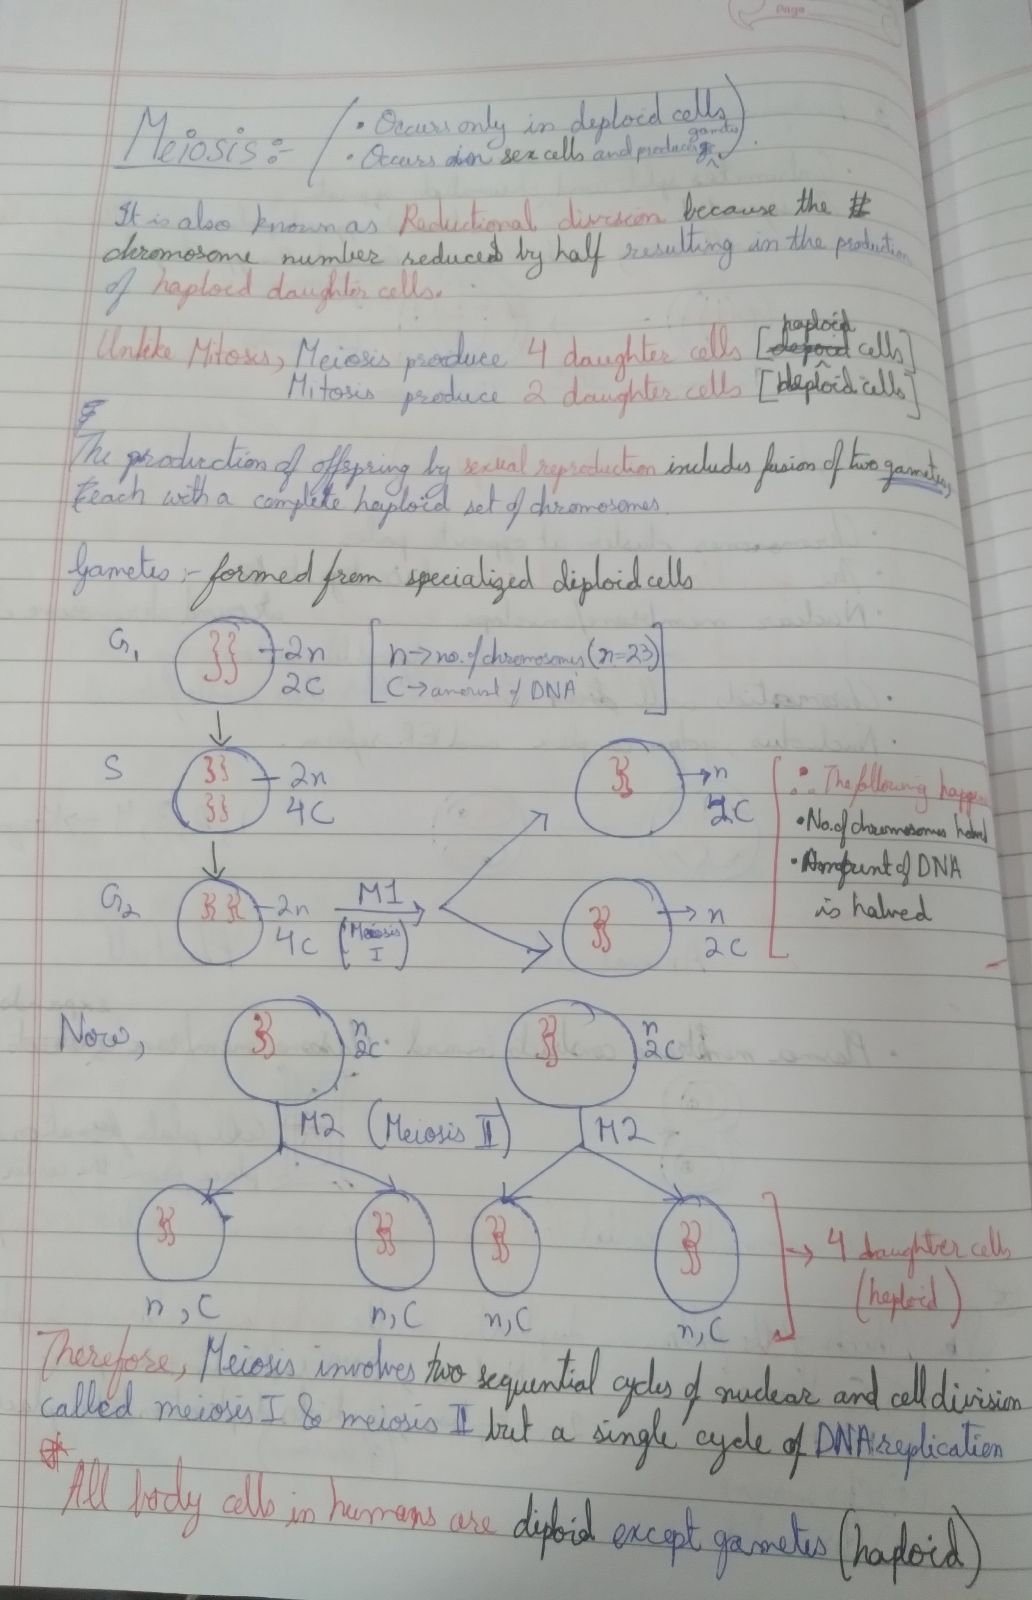 Page
Meiosis:-
• Occurs only in deploid cells
• Occurs in sex cells and produces gametes
It is also known as Reductional division because the
chromosome number reduced by half resulting in the production
of haploid daughter cells.
Unlike Mitosis, Meiosis produce 4 daughter cells [haploid cells]
Mitosis produce 2 daughter cells [deploid cells]
The production of offspring by sexual reproduction includes fusion of two gametes,
each with a complete haploid set of chromosomes.
Gametes :- formed from specialized diploid cells
G1 2n [n→no. of chromosomes (n=23)
2C C→amount of DNA]
S 2n →n ∴ The following happen
4C 2C • No. of chromosomes halved
• Amount of DNA
is halved
G2 2n M1 → n
4C (Meiosis I) 2C
Now, n n
2C 2C
M2 (Meiosis II) M2
4 daughter cells
(heploid)
n, C n, C n, C n, C
Therefore, Meiosis involves two sequential cycles of nuclear and cell division
called meiosis I & meiosis II but a single cycle of DNA replication
All body cells in humans are diploid except gametes (haploid)